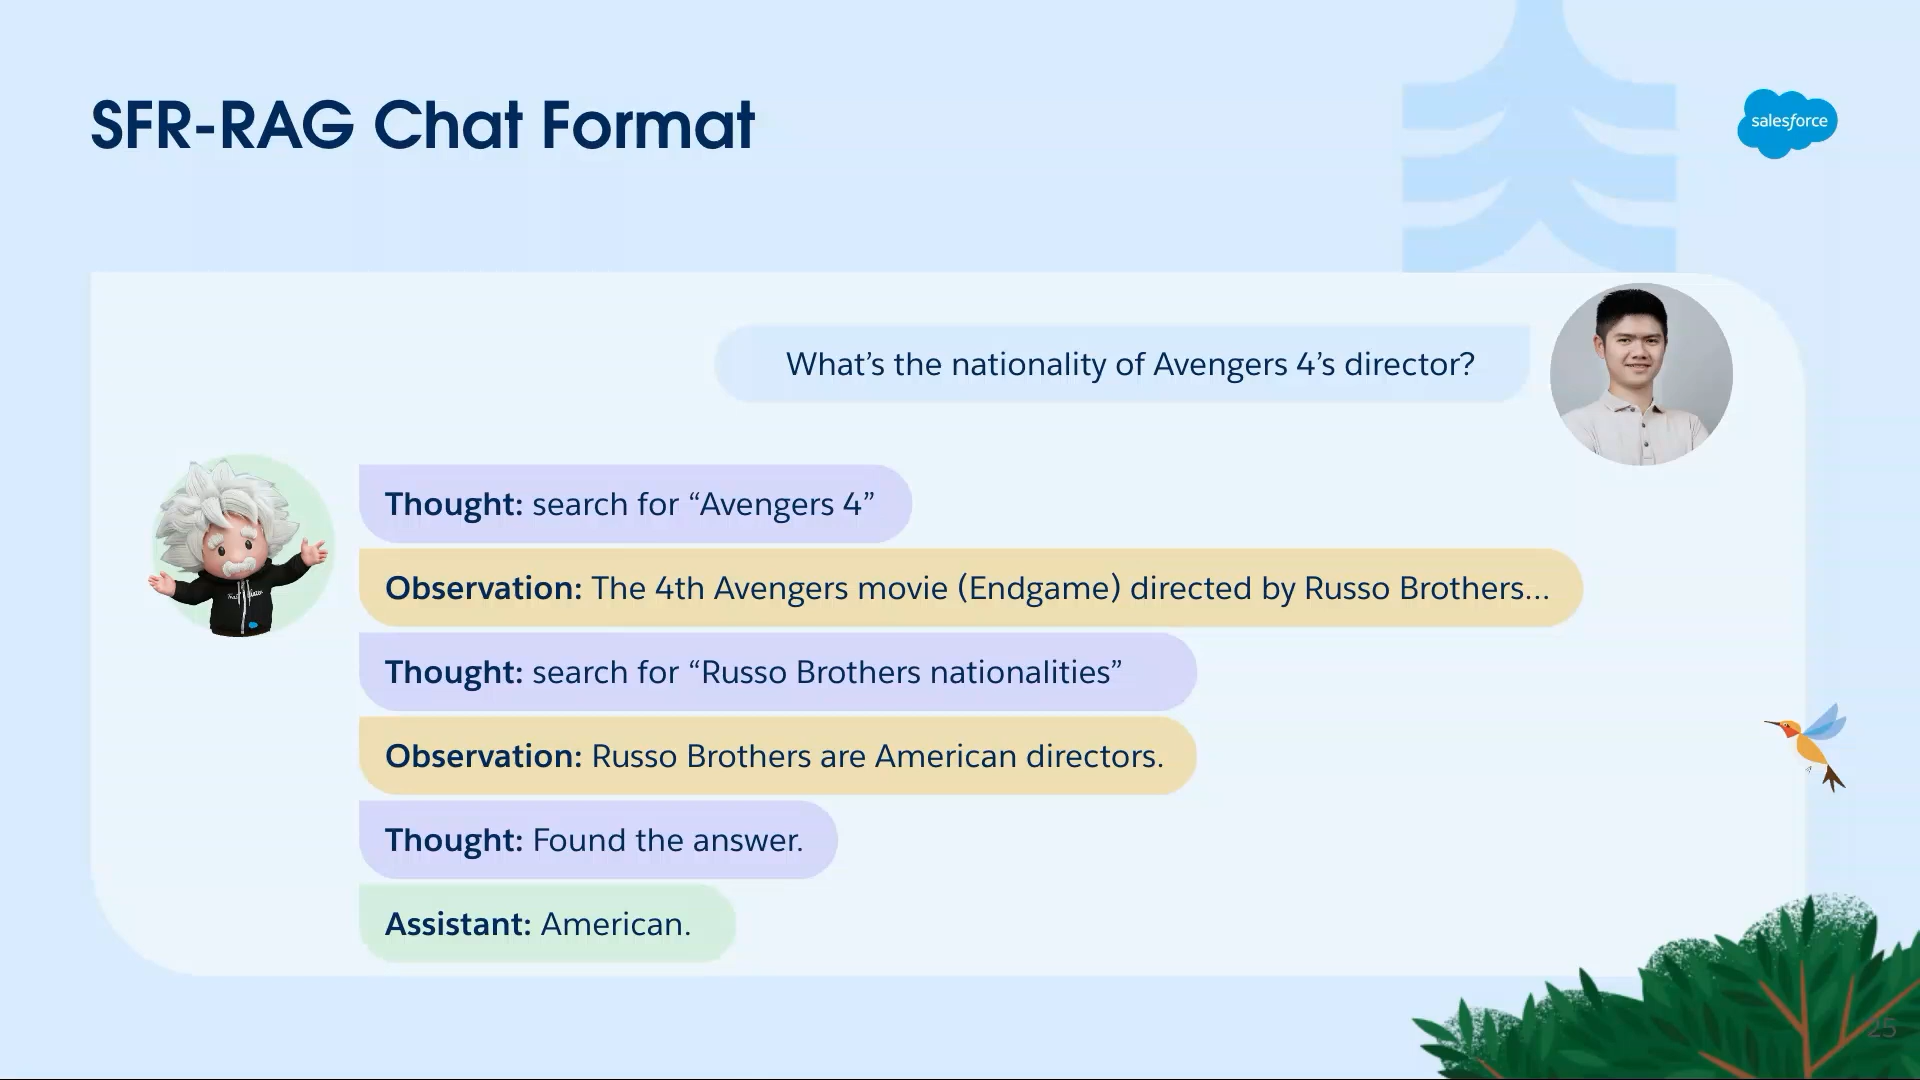 SFR-RAG Chat Format
salesforce
What’s the nationality of Avengers 4’s director?
Thought: search for “Avengers 4”
Observation: The 4th Avengers movie (Endgame) directed by Russo Brothers...
Thought: search for “Russo Brothers nationalities”
Observation: Russo Brothers are American directors.
Thought: Found the answer.
Assistant: American.
25